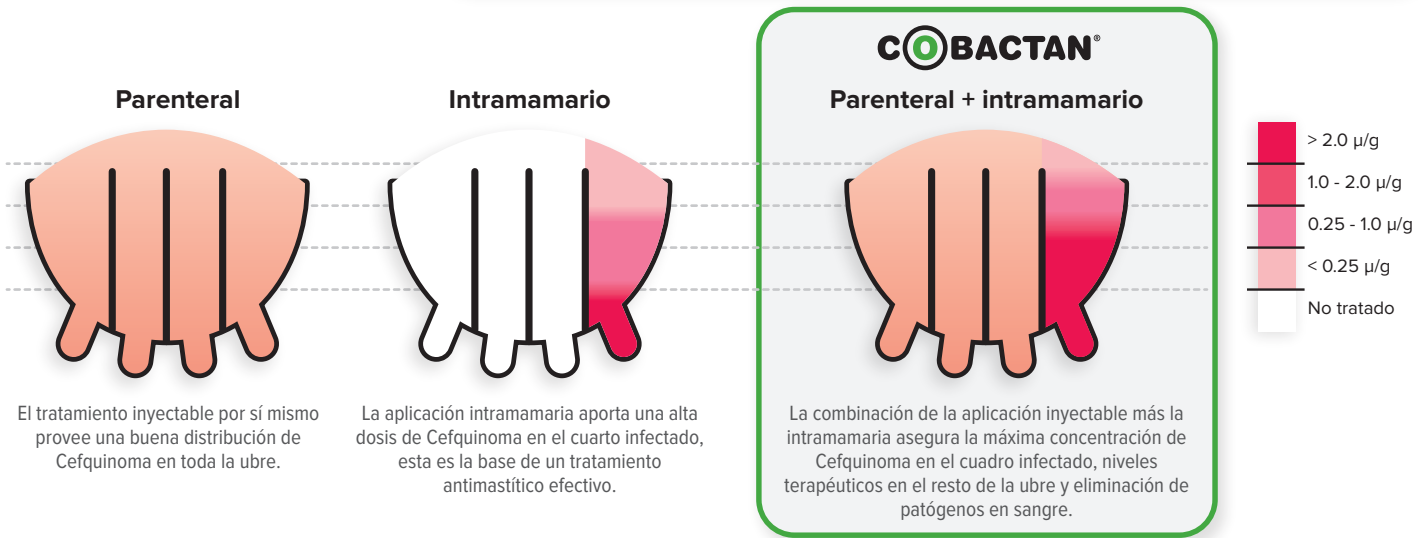 COBACTAN®
Parenteral
Intramamario
Parenteral + intramamario
> 2.0 µ/g
1.0 - 2.0 µ/g
0.25 - 1.0 µ/g
< 0.25 µ/g
No tratado
El tratamiento inyectable por sí mismo
provee una buena distribución de
Cefquinoma en toda la ubre.
La aplicación intramamaria aporta una alta
dosis de Cefquinoma en el cuarto infectado,
esta es la base de un tratamiento
antimastítico efectivo.
La combinación de la aplicación inyectable más la
intramamaria asegura la máxima concentración de
Cefquinoma en el cuadro infectado, niveles
terapéuticos en el resto de la ubre y eliminación de
patógenos en sangre.